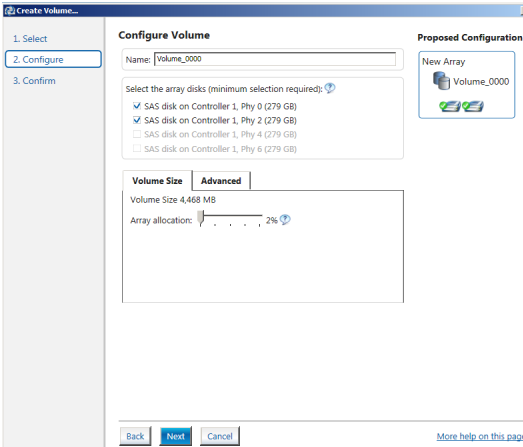 Create Volume...
1. Select
2. Configure
3. Confirm
Configure Volume
Name: Volume_0000
Select the array disks (minimum selection required):
SAS disk on Controller 1, Phy 0 (279 GB)
SAS disk on Controller 1, Phy 2 (279 GB)
SAS disk on Controller 1, Phy 4 (279 GB)
SAS disk on Controller 1, Phy 6 (279 GB)
Volume Size Advanced
Volume Size 4,468 MB
Array allocation: 2%
Proposed Configuration
New Array
Volume_0000
Back Next Cancel
More help on this page